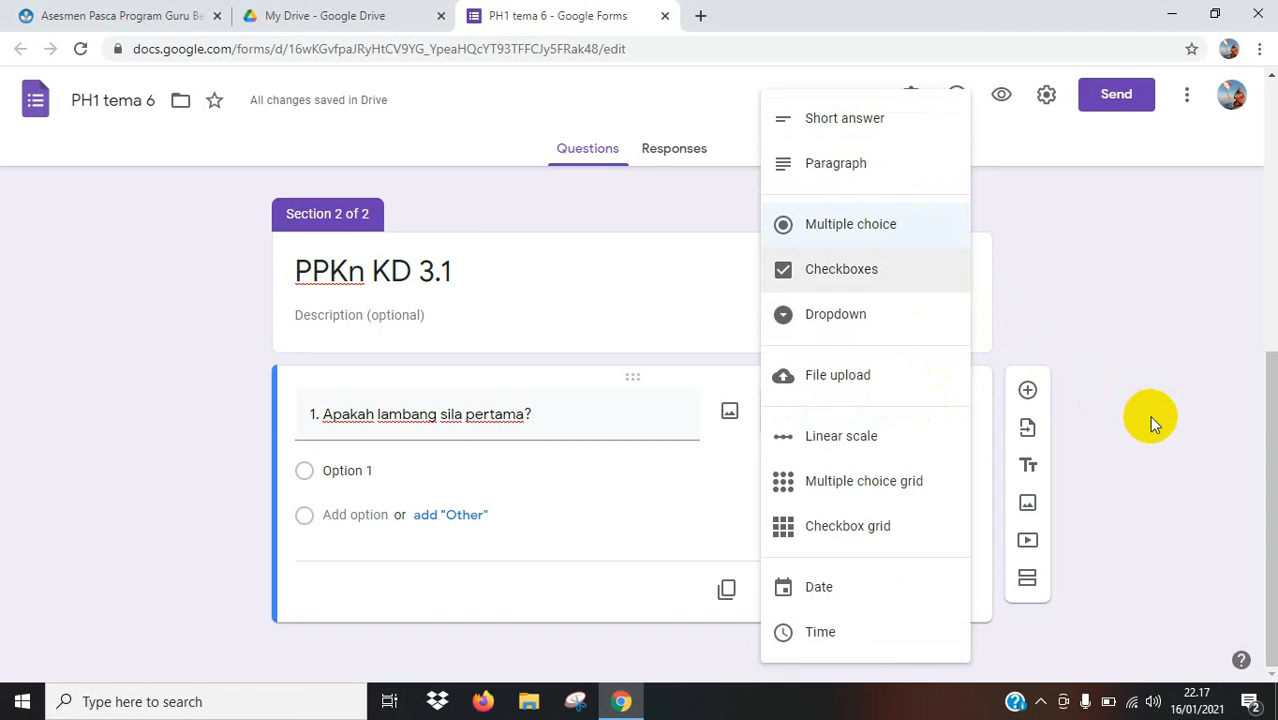 Asesmen Pasca Program Guru Be
My Drive - Google Drive
PH1 tema 6 - Google Forms
docs.google.com/forms/d/16wKGvfpaJRyHtCV9YG_YpeaHQcYT93TFFCJy5FRak48/edit
PH1 tema 6
All changes saved in Drive
Send
Questions
Responses
Short answer
Paragraph
Multiple choice
Checkboxes
Dropdown
File upload
Linear scale
Multiple choice grid
Checkbox grid
Date
Time
Section 2 of 2
PPKn KD 3.1
Description (optional)
1. Apakah lambang sila pertama?
Option 1
Add option or add "Other"
Tт
Type here to search
22.17
16/01/2021
2